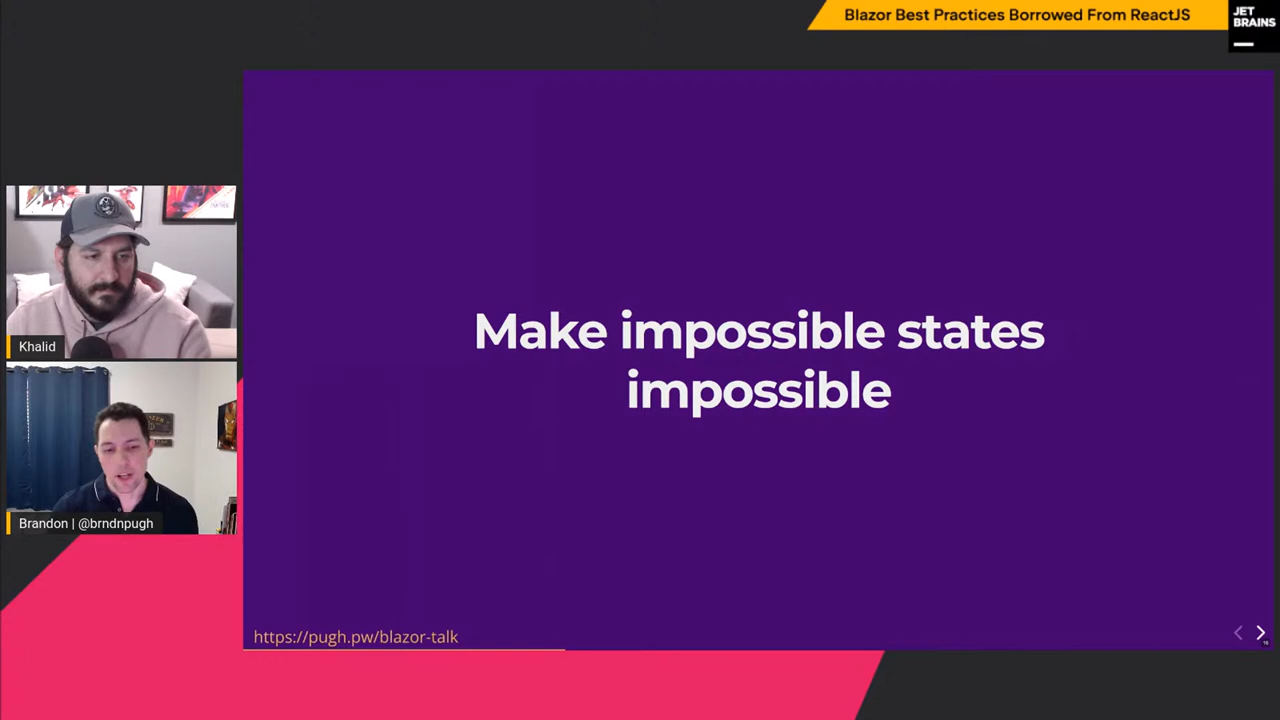 Blazor Best Practices Borrowed From ReactJS
JET
BRAINS
Khalid
Brandon | @brndnpugh
Make impossible states
impossible
https://pugh.pw/blazor-talk